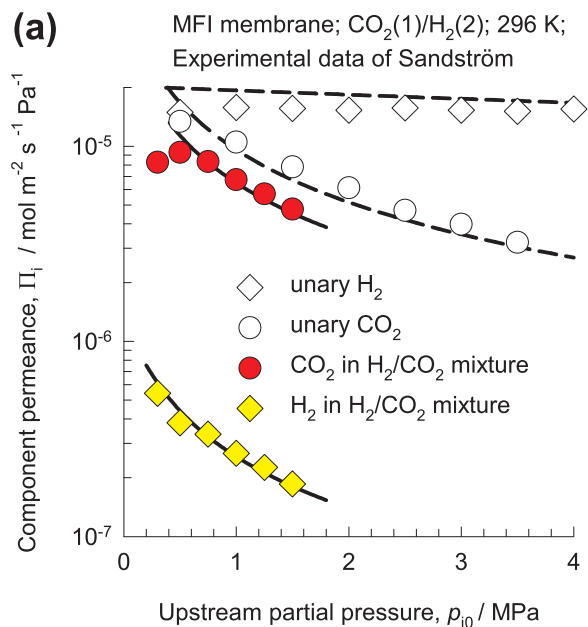 (a)
MFI membrane; CO₂(1)/H₂(2); 296 K;
Experimental data of Sandström
Component permeance, Πᵢ / mol m⁻² s⁻¹ Pa⁻¹
10⁻⁵
10⁻⁶
10⁻⁷
unary H₂
unary CO₂
CO₂ in H₂/CO₂ mixture
H₂ in H₂/CO₂ mixture
0 1 2 3 4
Upstream partial pressure, pᵢ₀ / MPa